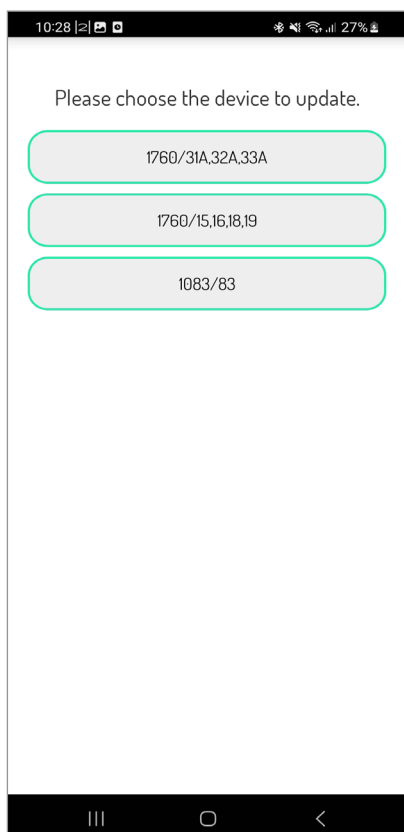 10:28
27%
Please choose the device to update.
1760/31A,32A,33A
1760/15,16,18,19
1083/83